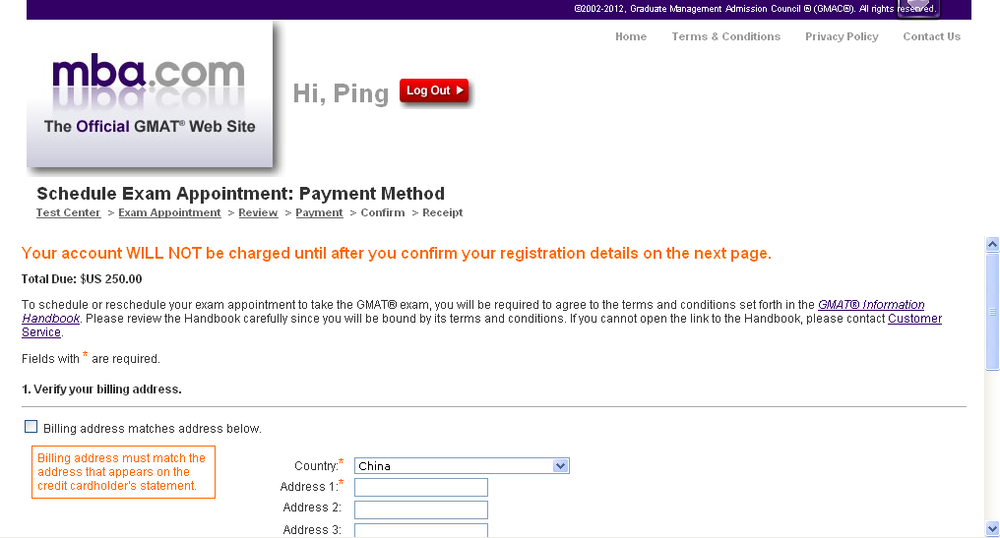 ©2002-2012, Graduate Management Admission Council ® (GMAC®). All rights reserved.
Home Terms & Conditions Privacy Policy Contact Us
mba.com
The Official GMAT® Web Site
Hi, Ping Log Out
Schedule Exam Appointment: Payment Method
Test Center > Exam Appointment > Review > Payment > Confirm > Receipt
Your account WILL NOT be charged until after you confirm your registration details on the next page.
Total Due: $US 250.00
To schedule or reschedule your exam appointment to take the GMAT® exam, you will be required to agree to the terms and conditions set forth in the GMAT® Information
Handbook. Please review the Handbook carefully since you will be bound by its terms and conditions. If you cannot open the link to the Handbook, please contact Customer
Service.
Fields with * are required.
1. Verify your billing address.
Billing address matches address below.
Billing address must match the
address that appears on the
credit cardholder's statement.
Country:* China
Address 1:*
Address 2:
Address 3: